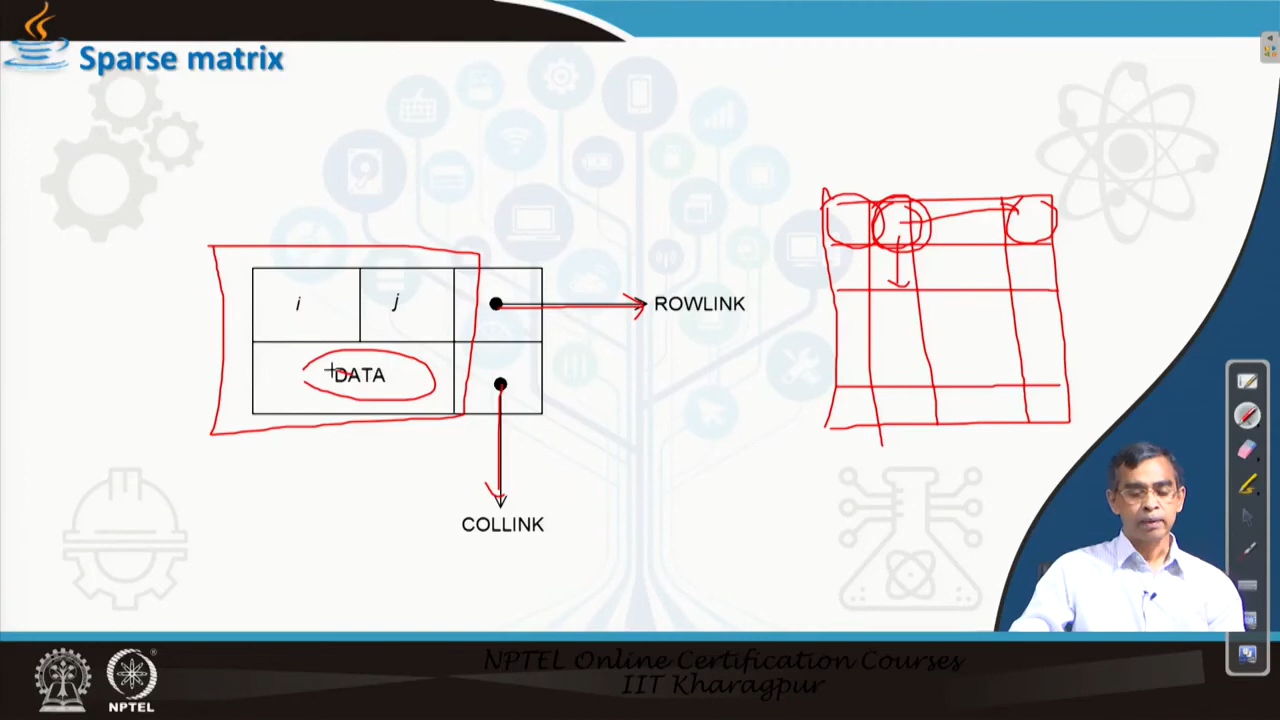 Sparse matrix
i
j
ROWLINK
DATA
COLLINK
NPTEL Online Certification Courses
IIT Kharagpur
NPTEL